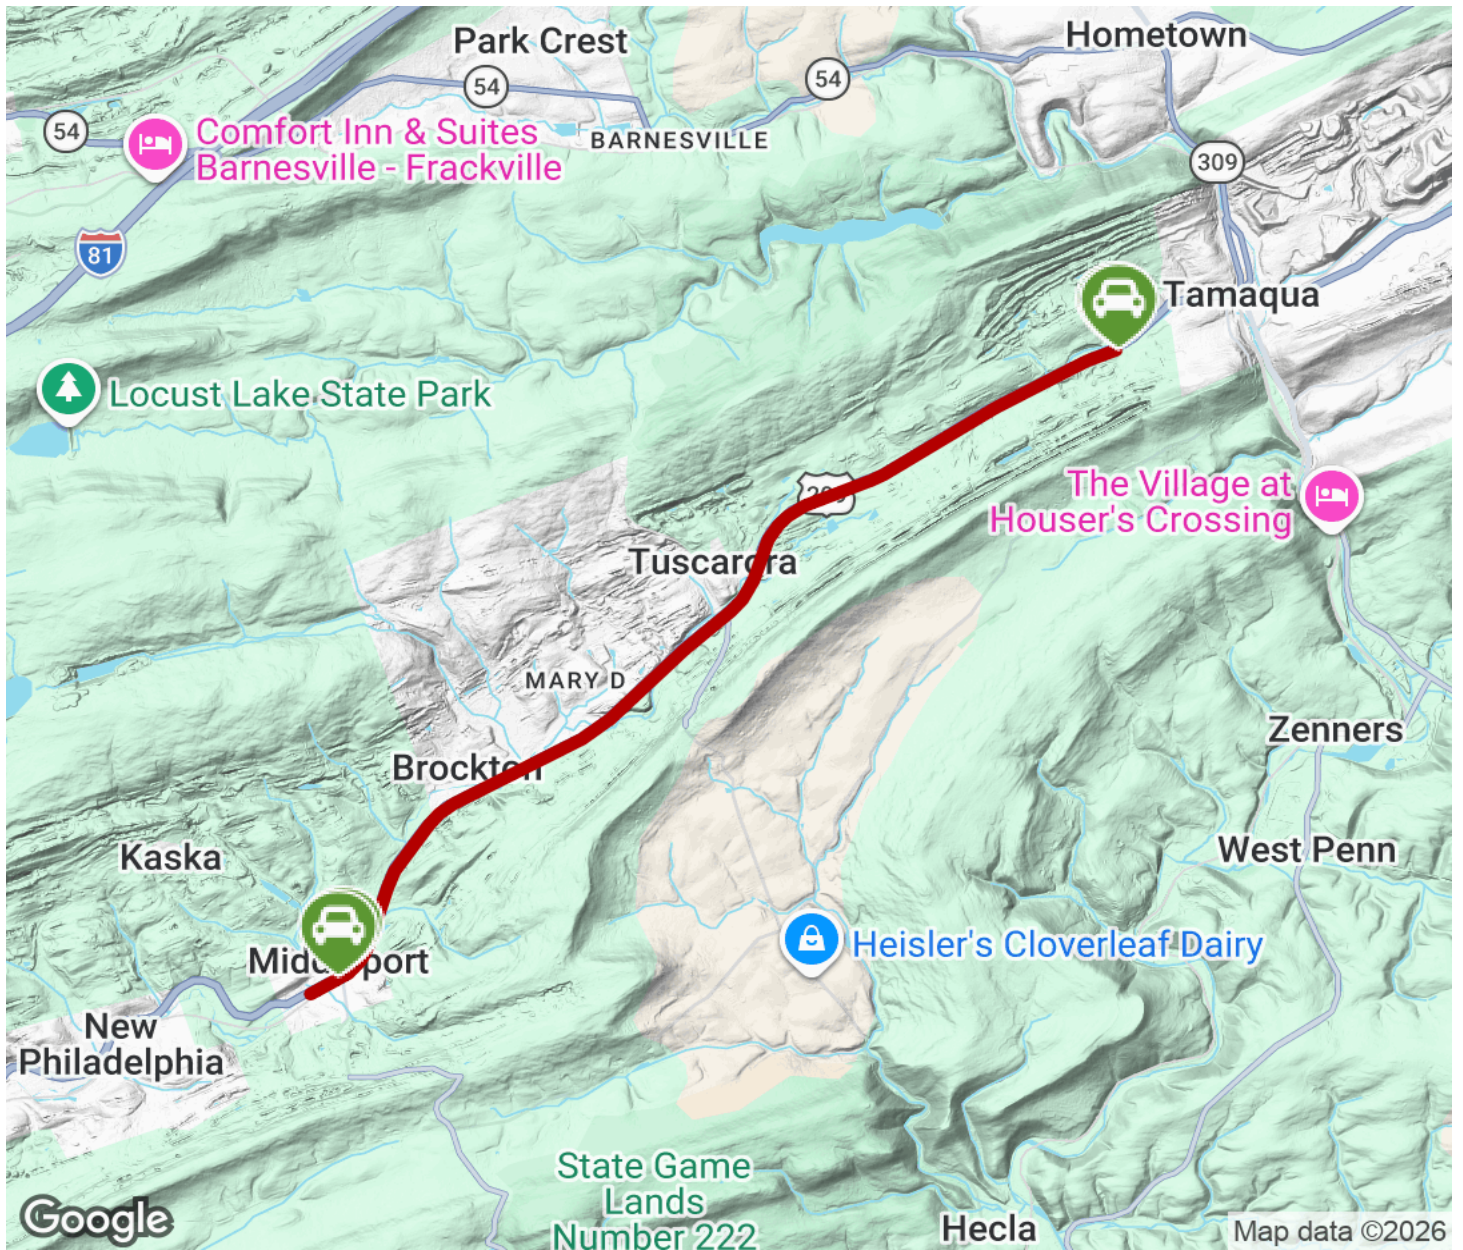 Park Crest
Hometown
54
54
54
BARNESVILLE
Comfort Inn & Suites
Barnesville - Frackville
309
81
Tamaqua
Locust Lake State Park
The Village at
Houser's Crossing
Tuscarora
MARY D
Zenners
Brockton
Kaska
West Penn
Heisler's Cloverleaf Dairy
New
Philadelphia
State Game
Lands
Number 222
Hecla
Google
Map data ©2026